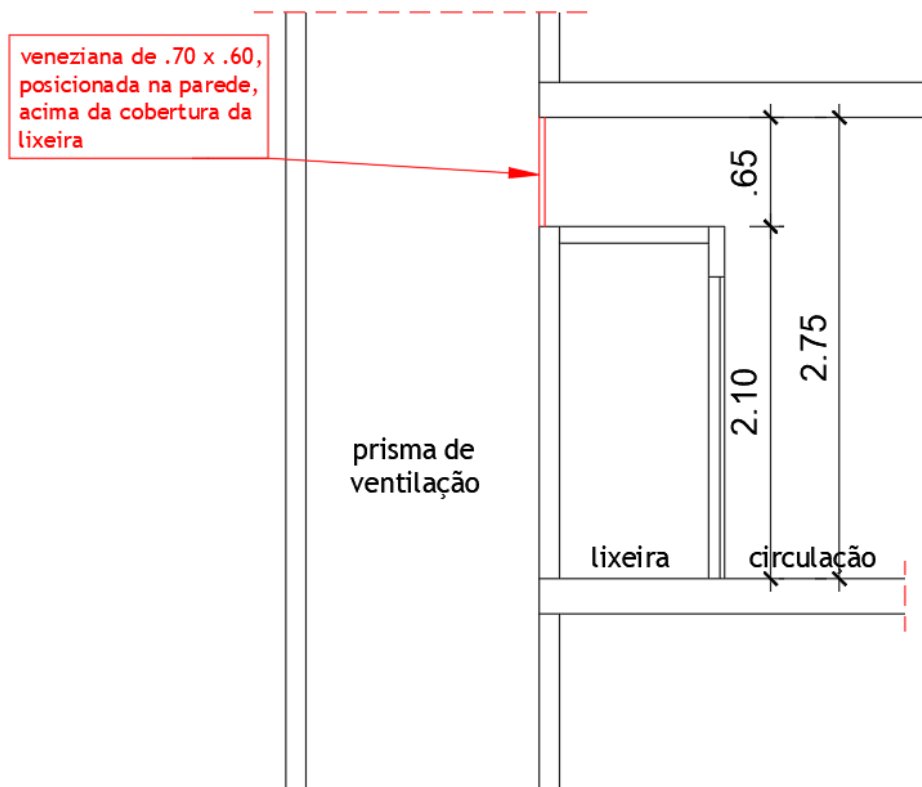 veneziana de .70 x .60,
posicionada na parede,
acima da cobertura da
lixeira
.65
2.75
2.10
prisma de
ventilação
lixeira
circulação